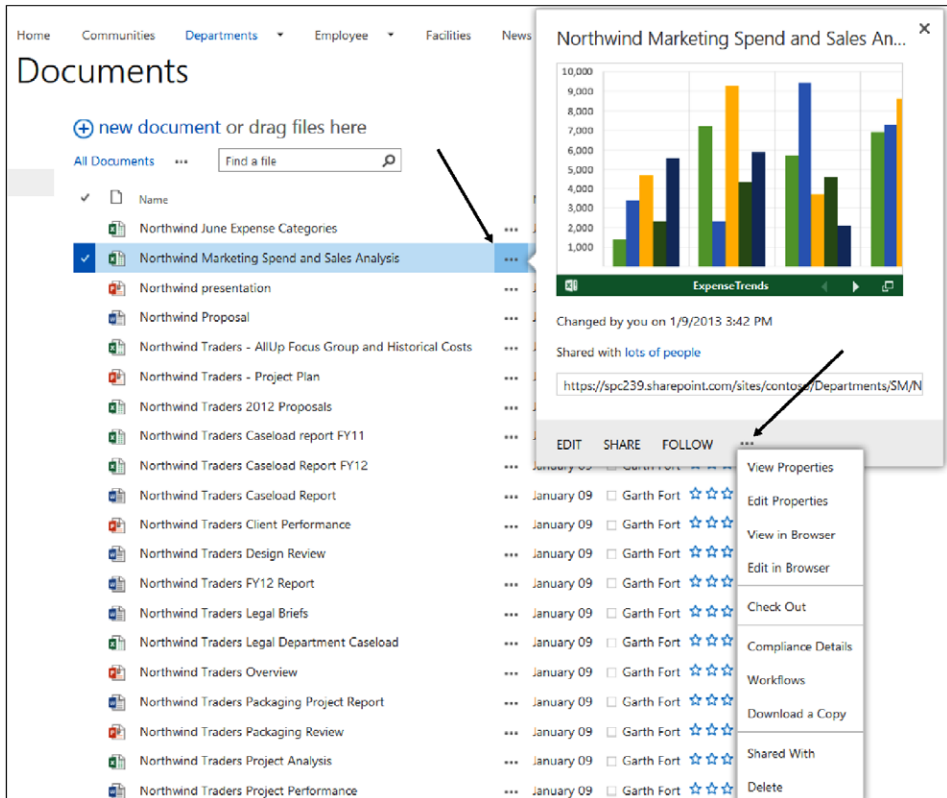 Home Communities Departments Employee Facilities News
Documents
new document or drag files here
All Documents ... Find a file
Name
Northwind June Expense Categories ...
Northwind Marketing Spend and Sales Analysis ...
Northwind presentation ...
Northwind Proposal ...
Northwind Traders - AllUp Focus Group and Historical Costs ...
Northwind Traders - Project Plan ...
Northwind Traders 2012 Proposals ...
Northwind Traders Caseload report FY11 ...
Northwind Traders Caseload Report FY12 ... January 09 Garth Fort
Northwind Traders Caseload Report ... January 09 Garth Fort
Northwind Traders Client Performance ... January 09 Garth Fort
Northwind Traders Design Review ... January 09 Garth Fort
Northwind Traders FY12 Report ... January 09 Garth Fort
Northwind Traders Legal Briefs ... January 09 Garth Fort
Northwind Traders Legal Department Caseload ... January 09 Garth Fort
Northwind Traders Overview ... January 09 Garth Fort
Northwind Traders Packaging Project Report ... January 09 Garth Fort
Northwind Traders Packaging Review ... January 09 Garth Fort
Northwind Traders Project Analysis ... January 09 Garth Fort
Northwind Traders Project Performance ... January 09 Garth Fort
Northwind Marketing Spend and Sales An...
10,000
9,000
8,000
7,000
6,000
5,000
4,000
3,000
2,000
1,000
ExpenseTrends
Changed by you on 1/9/2013 3:42 PM
Shared with lots of people
https://spc239.sharepoint.com/sites/contoso/Departments/SM/N
EDIT SHARE FOLLOW ...
View Properties
Edit Properties
View in Browser
Edit in Browser
Check Out
Compliance Details
Workflows
Download a Copy
Shared With
Delete